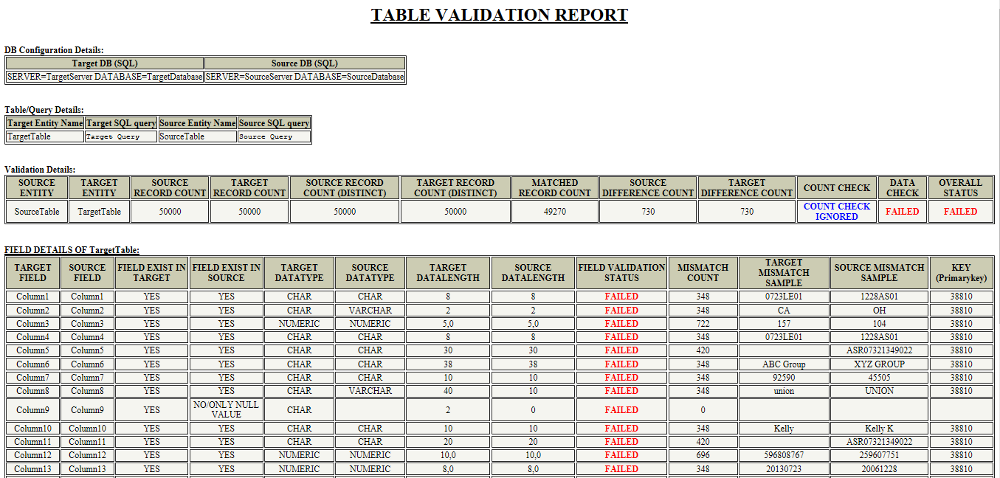 TABLE VALIDATION REPORT
DB Configuration Details:
Target DB (SQL) Source DB (SQL)
SERVER=TargetServer DATABASE=TargetDatabase SERVER=SourceServer DATABASE=SourceDatabase
Table/Query Details:
Target Entity Name Target SQL query Source Entity Name Source SQL query
TargetTable Target Query SourceTable Source Query
Validation Details:
SOURCE ENTITY TARGET ENTITY SOURCE RECORD COUNT TARGET RECORD COUNT SOURCE RECORD COUNT (DISTINCT) TARGET RECORD COUNT (DISTINCT) MATCHED RECORD COUNT SOURCE DIFFERENCE COUNT TARGET DIFFERENCE COUNT COUNT CHECK DATA CHECK OVERALL STATUS
SourceTable TargetTable 50000 50000 50000 50000 49270 730 730 COUNT CHECK IGNORED FAILED FAILED
FIELD DETAILS OF TargetTable:
TARGET FIELD SOURCE FIELD FIELD EXIST IN TARGET FIELD EXIST IN SOURCE TARGET DATATYPE SOURCE DATATYPE TARGET DATALENGTH SOURCE DATALENGTH FIELD VALIDATION STATUS MISMATCH COUNT TARGET MISMATCH SAMPLE SOURCE MISMATCH SAMPLE KEY (Primarykey)
Column1 Column1 YES YES CHAR CHAR 8 8 FAILED 348 0723LE01 1228AS01 38810
Column2 Column2 YES YES CHAR VARCHAR 2 2 FAILED 348 CA OH 38810
Column3 Column3 YES YES NUMERIC NUMERIC 5,0 5,0 FAILED 722 157 104 38810
Column4 Column4 YES YES CHAR CHAR 8 8 FAILED 348 0723LE01 1228AS01 38810
Column5 Column5 YES YES CHAR CHAR 30 30 FAILED 420 ASR07321349022 38810
Column6 Column6 YES YES CHAR CHAR 38 38 FAILED 348 ABC Group XYZ GROUP 38810
Column7 Column7 YES YES CHAR CHAR 10 10 FAILED 348 92590 45505 38810
Column8 Column8 YES YES CHAR VARCHAR 40 10 FAILED 348 union UNION 38810
Column9 Column9 YES NO/ONLY NULL VALUE CHAR 2 0 FAILED 0
Column10 Column10 YES YES CHAR CHAR 10 10 FAILED 348 Kelly Kelly K 38810
Column11 Column11 YES YES CHAR CHAR 20 20 FAILED 420 ASR07321349022 38810
Column12 Column12 YES YES NUMERIC NUMERIC 10,0 10,0 FAILED 696 596808767 259607751 38810
Column13 Column13 YES YES NUMERIC NUMERIC 8,0 8,0 FAILED 348 20130723 20061228 38810